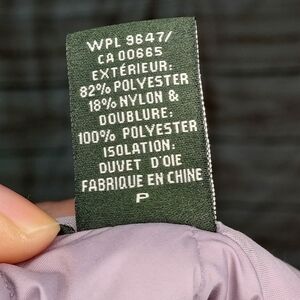 WPL 9647/
CA 00665
EXTÉRIEUR:
82% POLYESTER
18% NYLON &
DOUBLURE:
100% POLYESTER
ISOLATION:
DUVET D'OIE
FABRIQUE EN CHINE
P